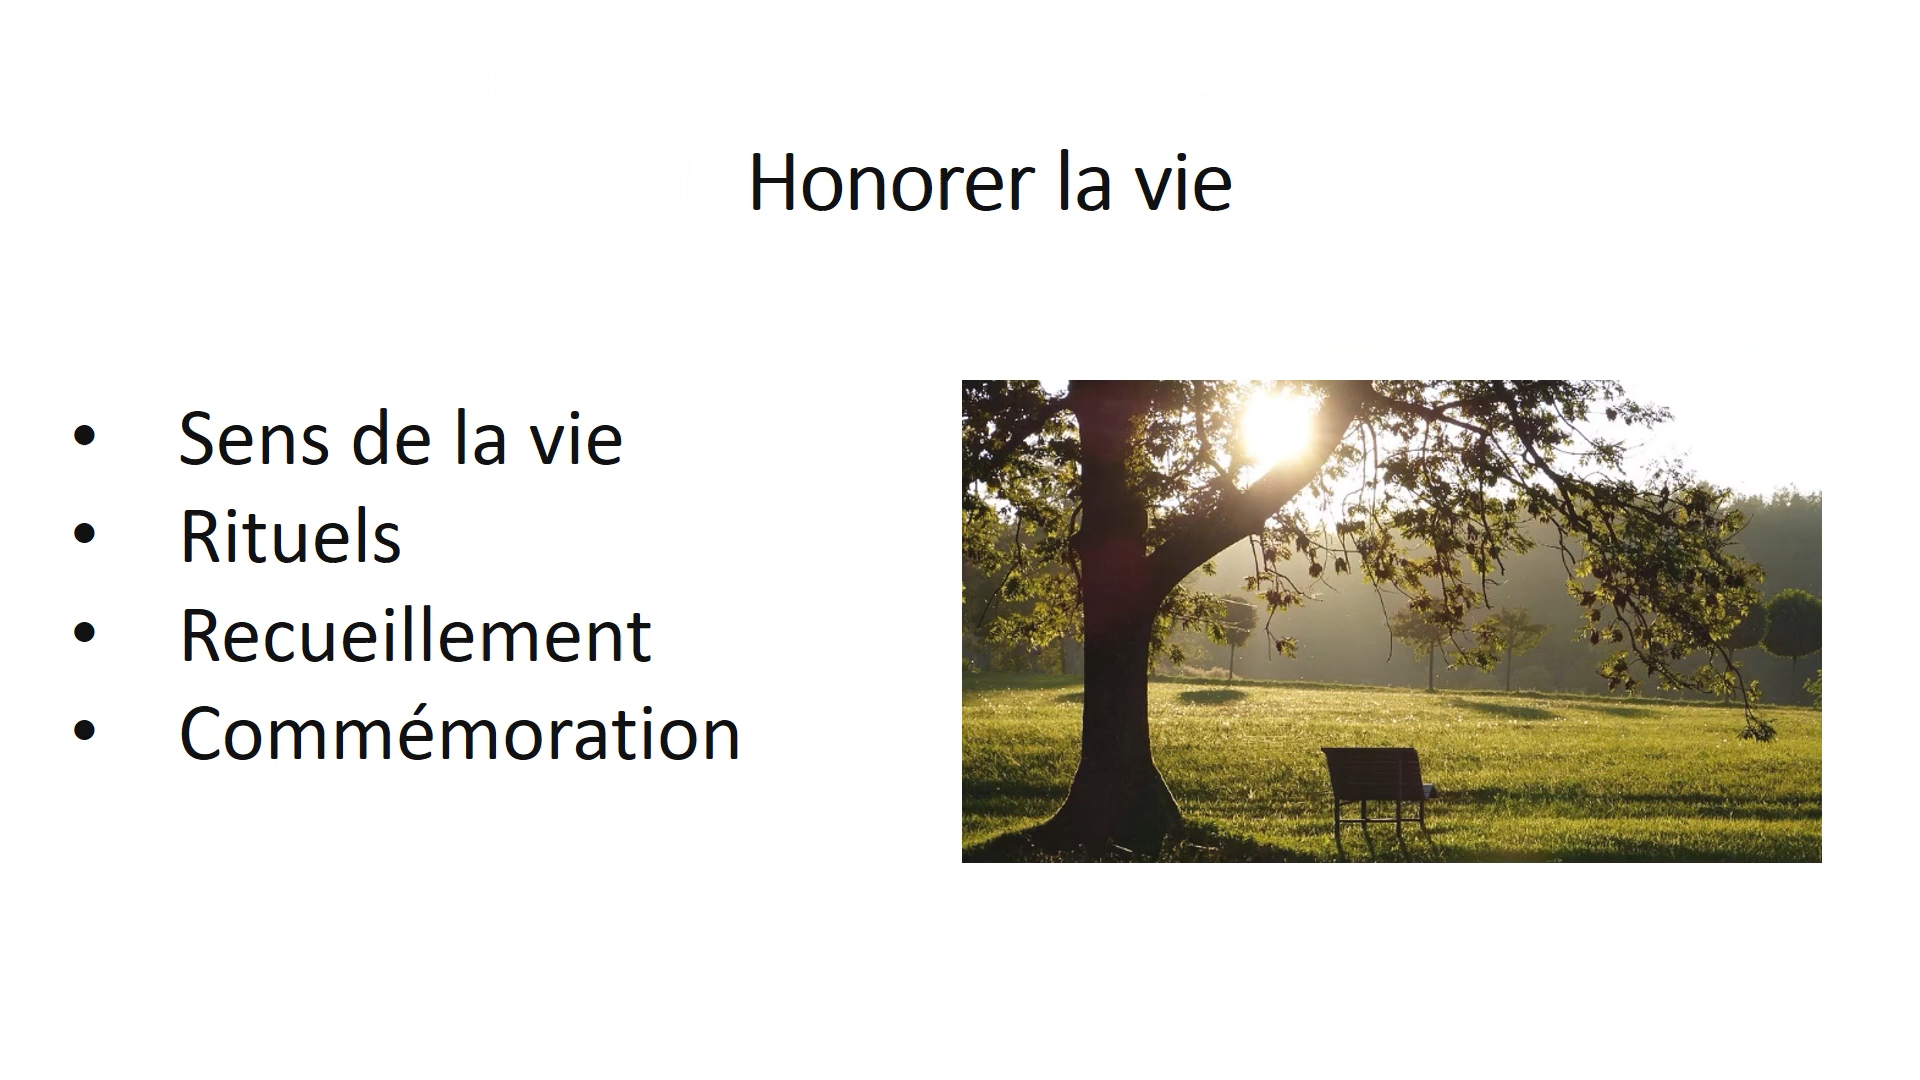 Honorer la vie
• Sens de la vie
• Rituels
• Recueillement
• Commémoration